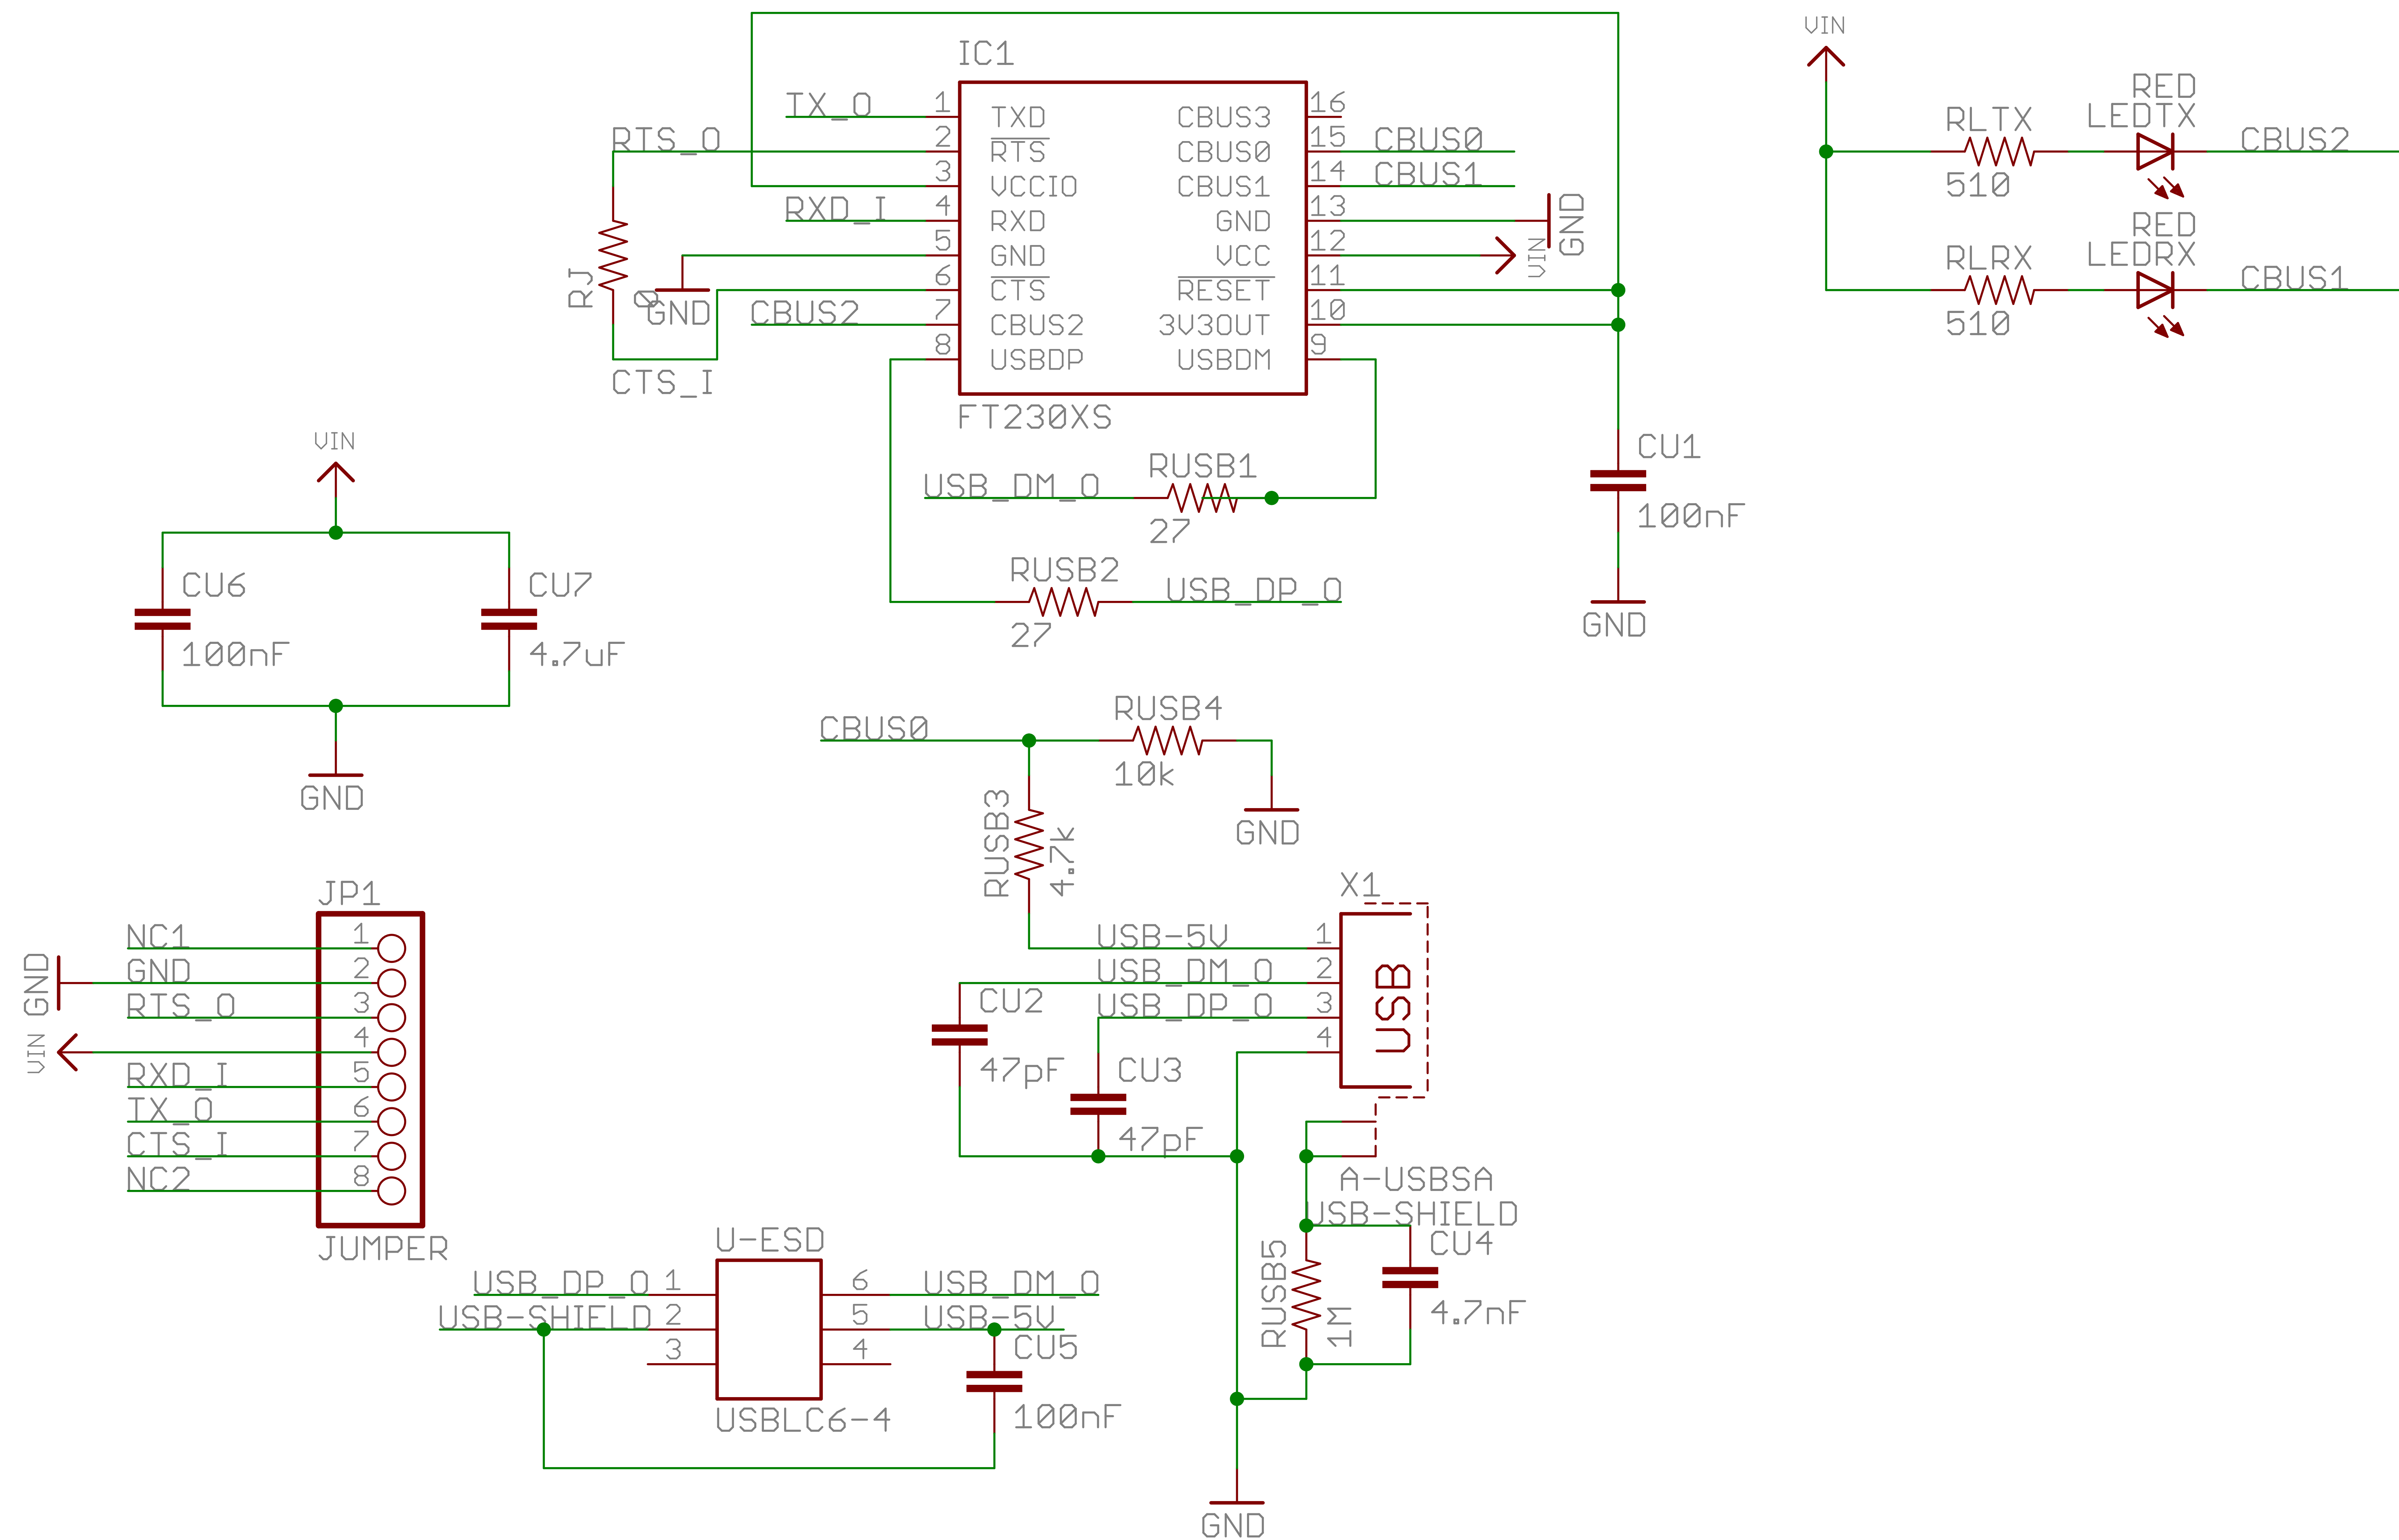 IC1
TX_O
RTS_O
RXD_I
CBUS2
CTS_I
RJ
0
GND
1 TXD
2 RTS
3 VCCIO
4 RXD
5 GND
6 CTS
7 CBUS2
8 USBDP
CBUS3 16
CBUS0 15
CBUS1 14
GND 13
VCC 12
RESET 11
3V3OUT 10
USBDM 9
FT230XS
CBUS0
CBUS1
GND
VIN
USB_DM_O
RUSB1
27
RUSB2
27
USB_DP_O
CU1
100nF
GND
VIN
RLTX
510
RED
LEDTX
CBUS2
RLRX
510
RED
LEDRX
CBUS1
VIN
CU6
100nF
CU7
4.7uF
GND
CBUS0
RUSB4
10k
GND
RUSB3
4.7k
JP1
NC1 1
GND GND 2
RTS_O 3
VIN 4
RXD_I 5
TX_O 6
CTS_I 7
NC2 8
JUMPER
X1
USB-5V 1
USB_DM_O 2
USB_DP_O 3
4
USB
CU2
47pF
CU3
47pF
A-USBSA
USB-SHIELD
RUSB5
1M
CU4
4.7nF
GND
U-ESD
USB_DP_O 1
USB-SHIELD 2
3
6 USB_DM_O
5 USB-5V
4
USBLC6-4
CU5
100nF